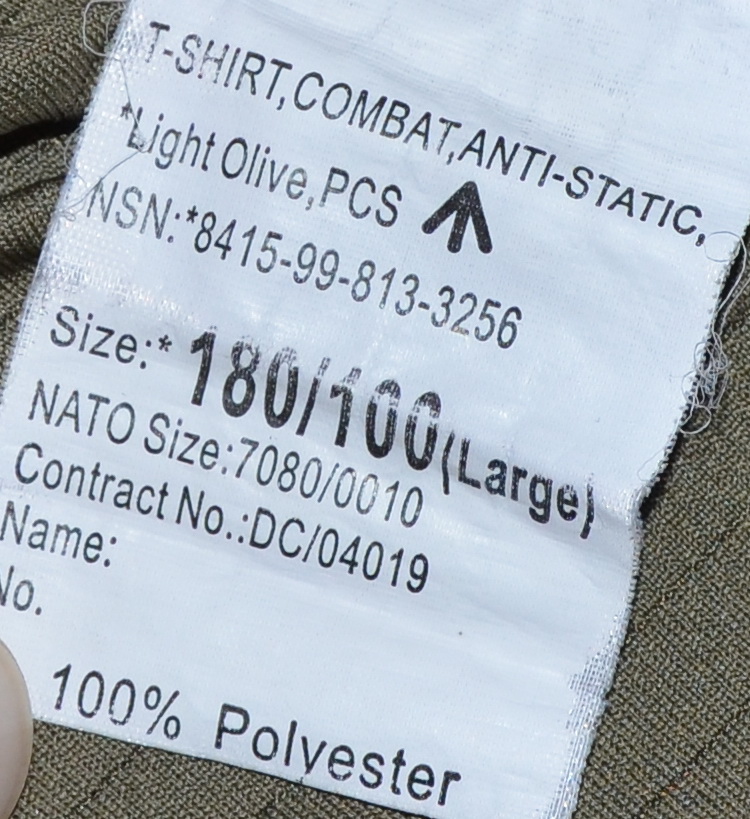 T-SHIRT,COMBAT,ANTI-STATIC,
*Light Olive,PCS
NSN:*8415-99-813-3256
Size:* 180/100(Large)
NATO Size:7080/0010
Contract No.:DC/04019
Name:
No.
100% Polyester